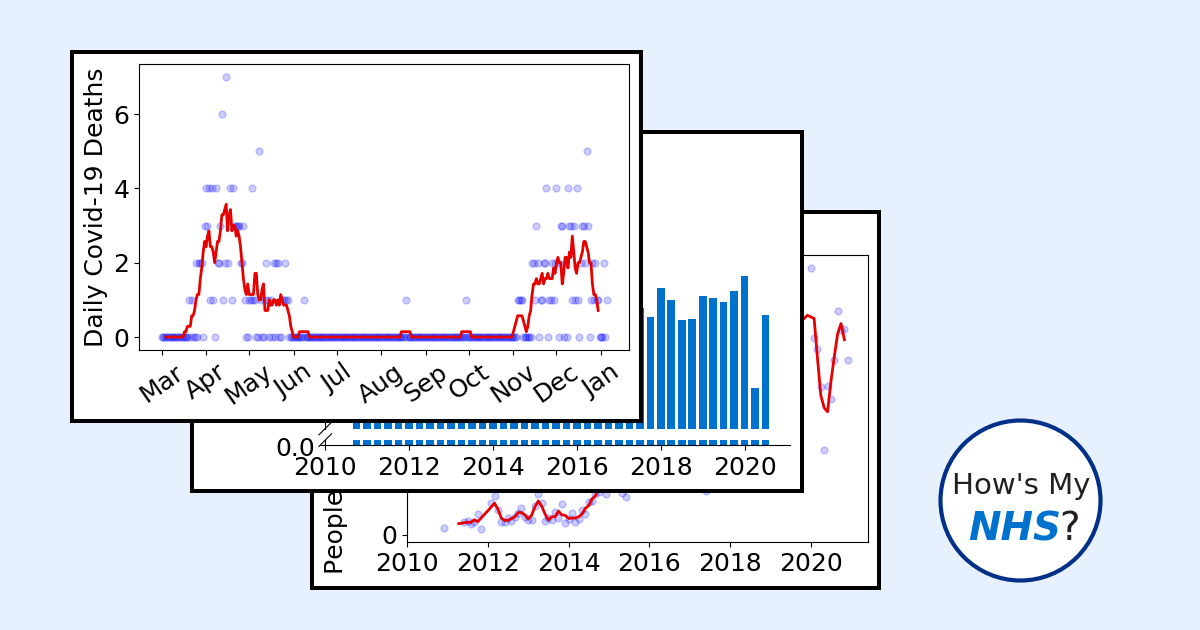 Daily Covid-19 Deaths
6
4
2
0
Mar Apr May Jun Jul Aug Sep Oct Nov Dec Jan
0.0
2010 2012 2014 2016 2018 2020
People
0
2010 2012 2014 2016 2018 2020
How's My
NHS?